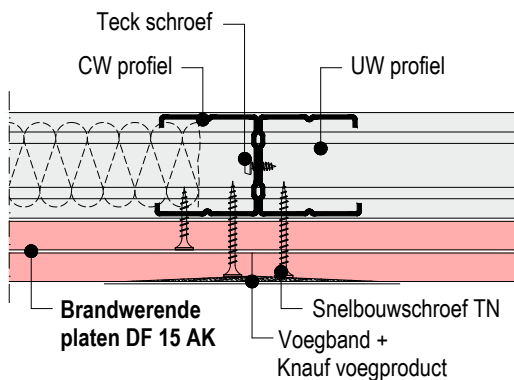 Teck schroef
CW profiel
UW profiel
Brandwerende
platen DF 15 AK
Snelbouwschroef TN
Voegband +
Knauf voegproduct